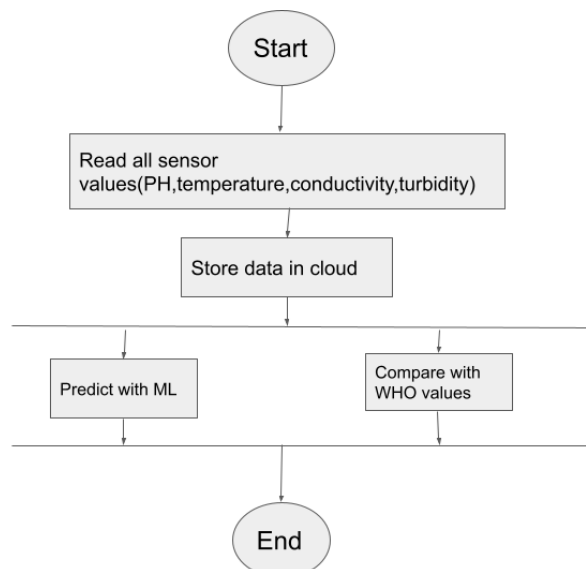 Start
Read all sensor
values(PH,temperature,conductivity,turbidity)
Store data in cloud
Predict with ML
Compare with
WHO values
End